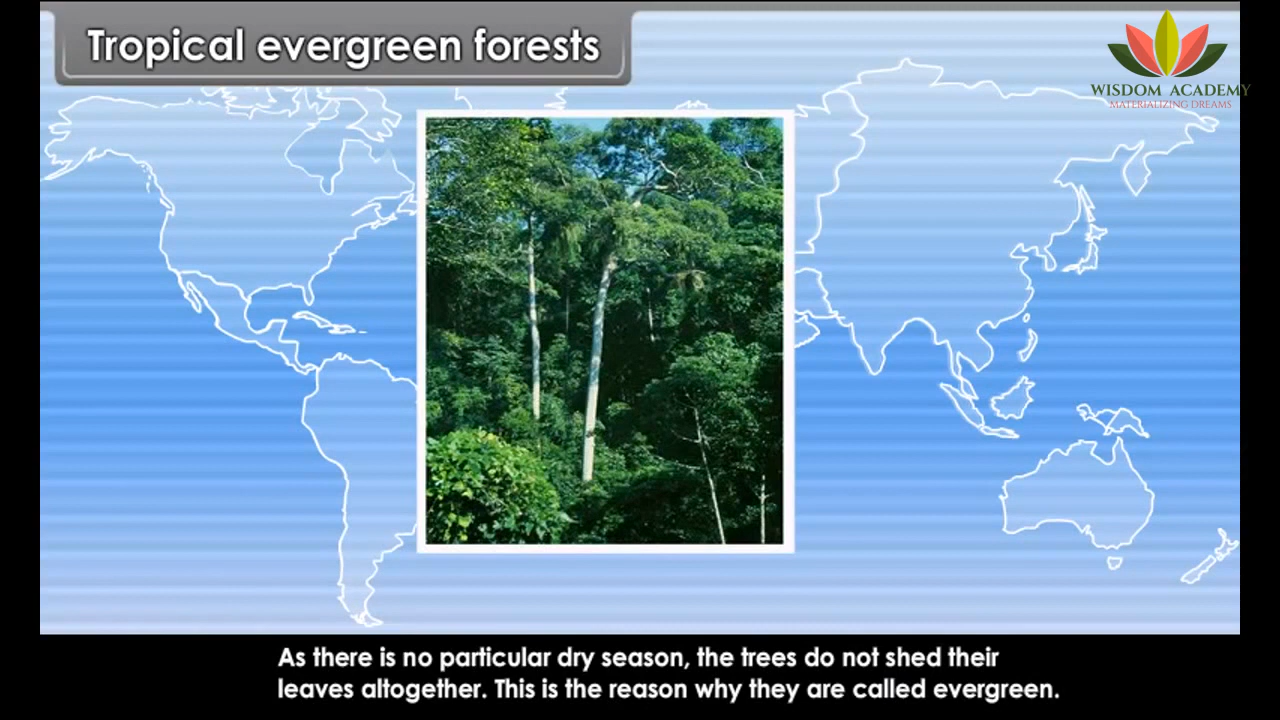 Tropical evergreen forests
WISDOM ACADEMY
MATERIALIZING DREAMS
As there is no particular dry season, the trees do not shed their
leaves altogether. This is the reason why they are called evergreen.